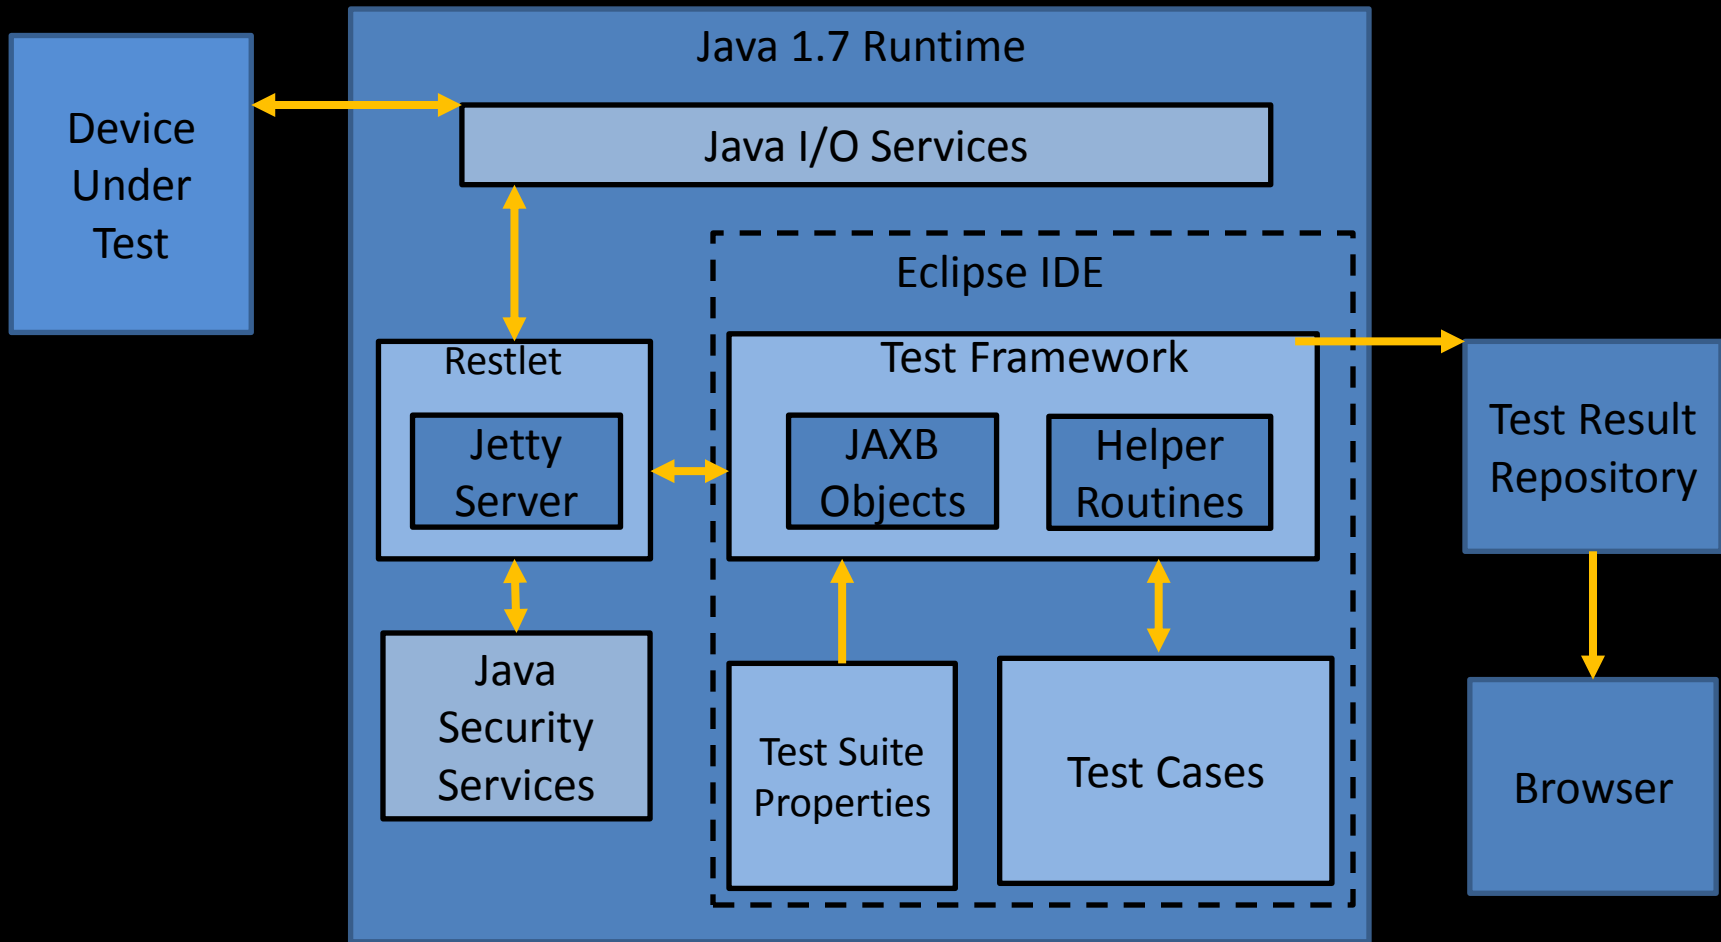 Java 1.7 Runtime
Device
Under
Test
Java I/O Services
Eclipse IDE
Restlet
Jetty
Server
Test Framework
JAXB
Objects
Helper
Routines
Test Result
Repository
Java
Security
Services
Test Suite
Properties
Test Cases
Browser